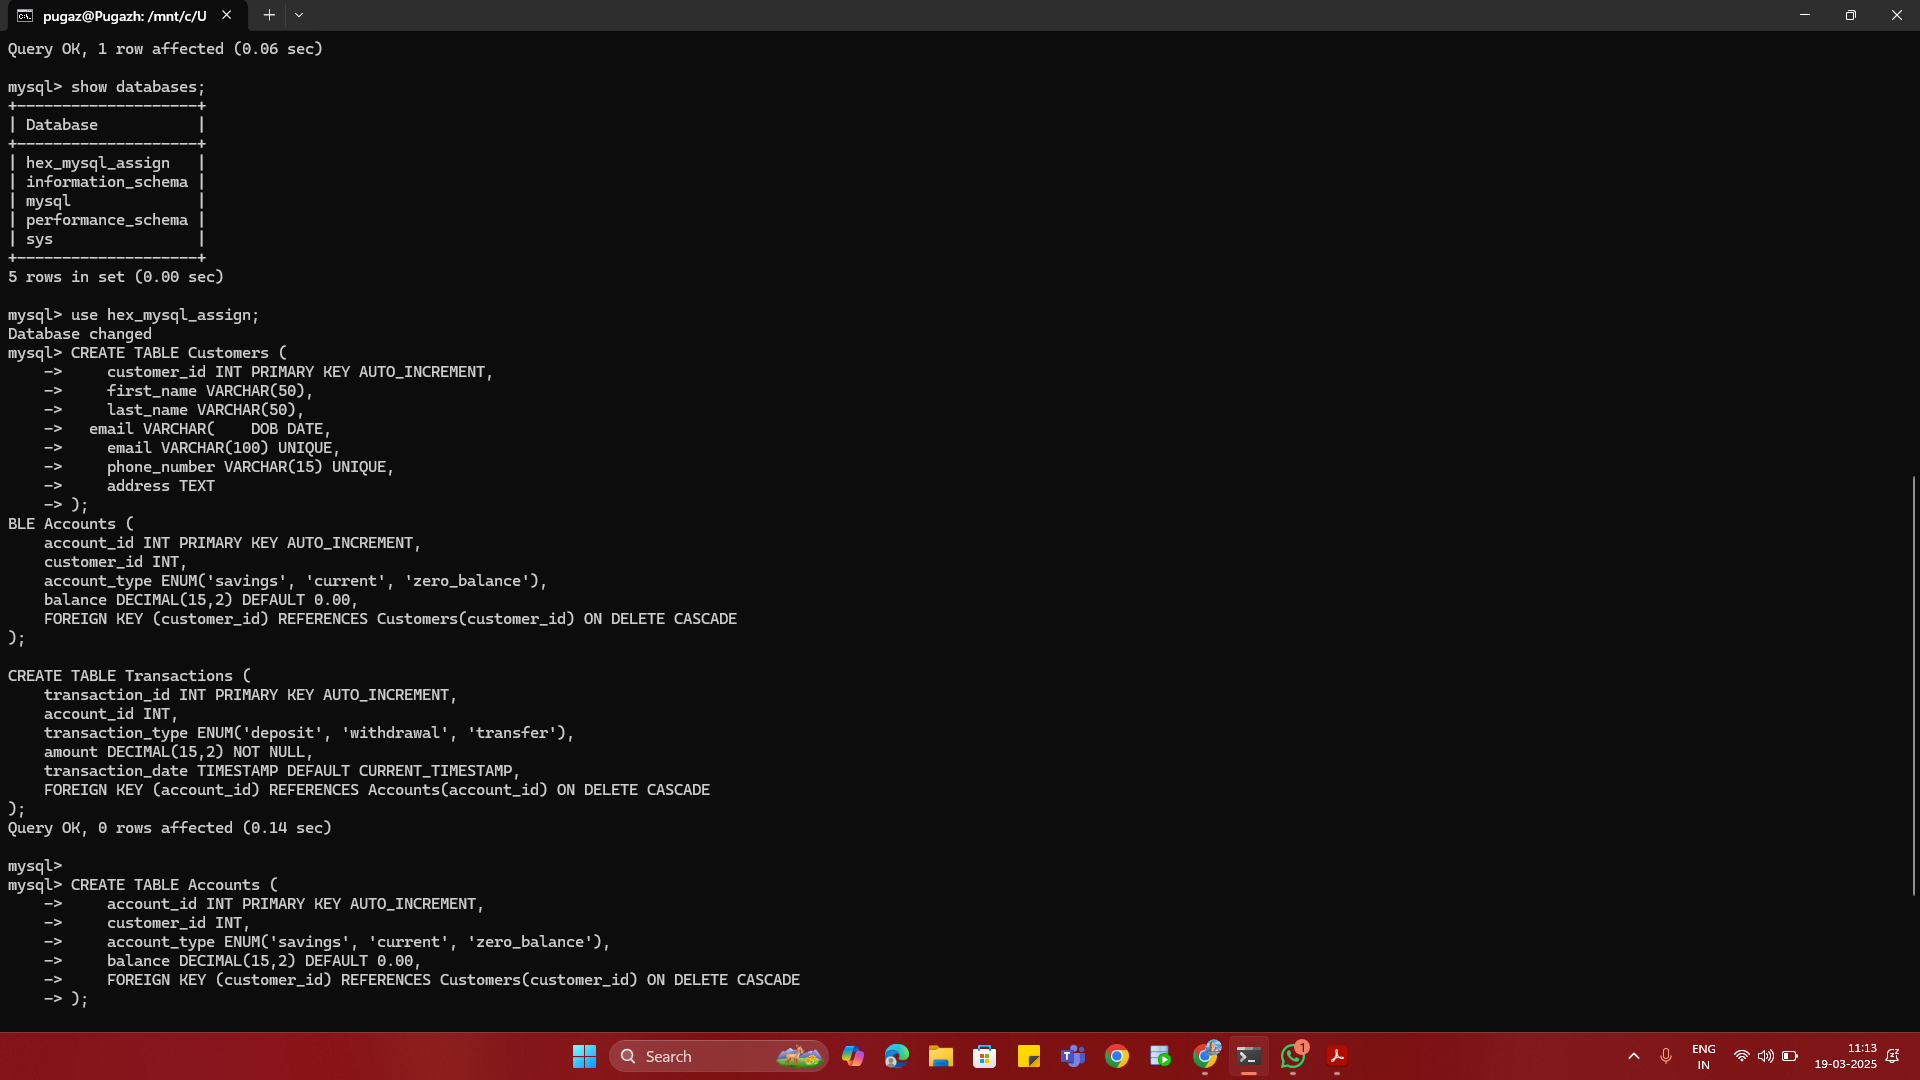 pugaz@Pugazh: /mnt/c/U
Query OK, 1 row affected (0.06 sec)

mysql> show databases;
+--------------------+
| Database           |
+--------------------+
| hex_mysql_assign   |
| information_schema |
| mysql              |
| performance_schema |
| sys                |
+--------------------+
5 rows in set (0.00 sec)

mysql> use hex_mysql_assign;
Database changed
mysql> CREATE TABLE Customers (
    ->     customer_id INT PRIMARY KEY AUTO_INCREMENT,
    ->     first_name VARCHAR(50),
    ->     last_name VARCHAR(50),
    ->   email VARCHAR(    DOB DATE,
    ->     email VARCHAR(100) UNIQUE,
    ->     phone_number VARCHAR(15) UNIQUE,
    ->     address TEXT
    -> );
BLE Accounts (
    account_id INT PRIMARY KEY AUTO_INCREMENT,
    customer_id INT,
    account_type ENUM('savings', 'current', 'zero_balance'),
    balance DECIMAL(15,2) DEFAULT 0.00,
    FOREIGN KEY (customer_id) REFERENCES Customers(customer_id) ON DELETE CASCADE
);

CREATE TABLE Transactions (
    transaction_id INT PRIMARY KEY AUTO_INCREMENT,
    account_id INT,
    transaction_type ENUM('deposit', 'withdrawal', 'transfer'),
    amount DECIMAL(15,2) NOT NULL,
    transaction_date TIMESTAMP DEFAULT CURRENT_TIMESTAMP,
    FOREIGN KEY (account_id) REFERENCES Accounts(account_id) ON DELETE CASCADE
);
Query OK, 0 rows affected (0.14 sec)

mysql>
mysql> CREATE TABLE Accounts (
    ->     account_id INT PRIMARY KEY AUTO_INCREMENT,
    ->     customer_id INT,
    ->     account_type ENUM('savings', 'current', 'zero_balance'),
    ->     balance DECIMAL(15,2) DEFAULT 0.00,
    ->     FOREIGN KEY (customer_id) REFERENCES Customers(customer_id) ON DELETE CASCADE
    -> );
Search
1
ENG
IN
11:13
19-03-2025